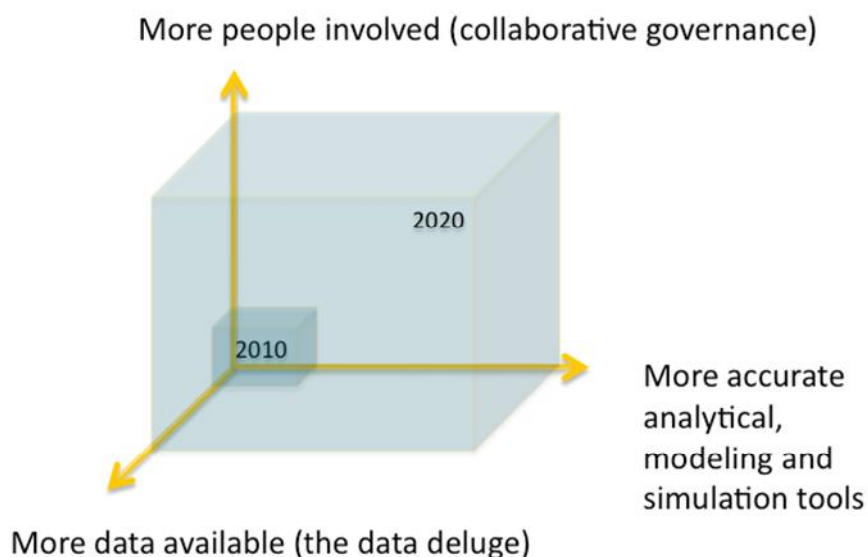 More people involved (collaborative governance)
2020
2010
More accurate
analytical,
modeling and
simulation tools
More data available (the data deluge)